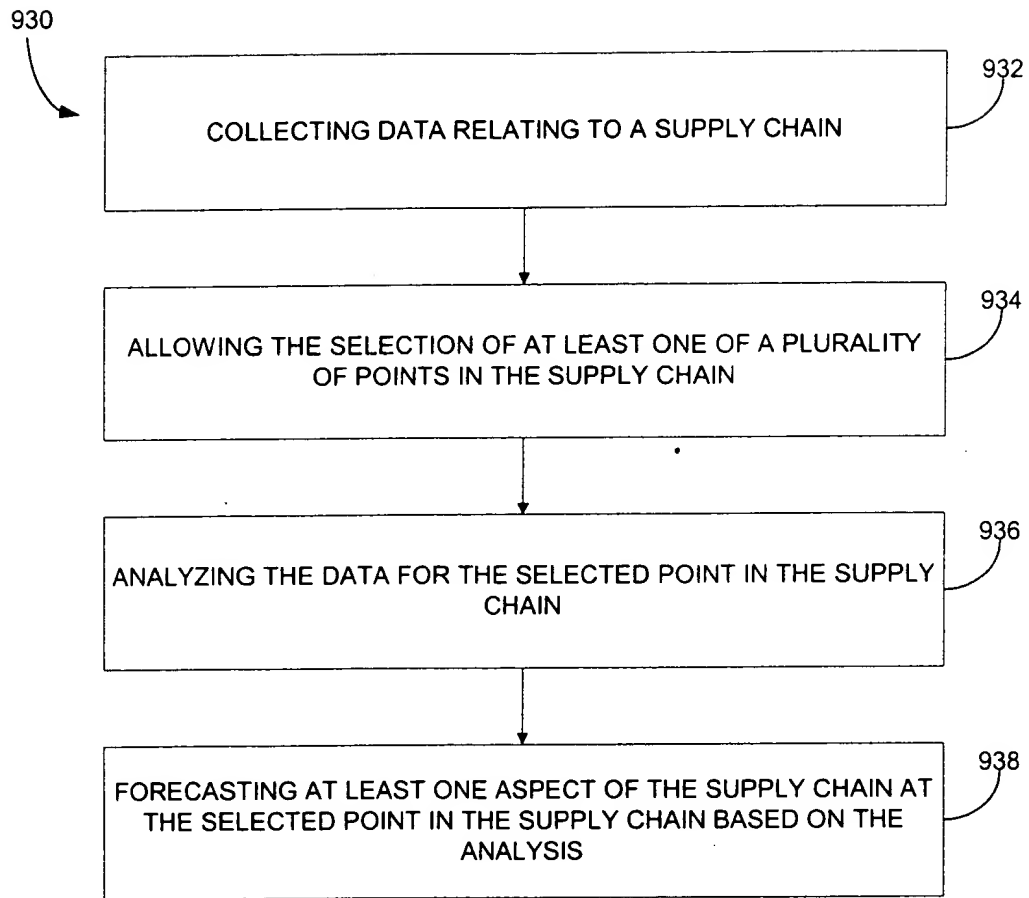 930
932
COLLECTING DATA RELATING TO A SUPPLY CHAIN
934
ALLOWING THE SELECTION OF AT LEAST ONE OF A PLURALITY
OF POINTS IN THE SUPPLY CHAIN
936
ANALYZING THE DATA FOR THE SELECTED POINT IN THE SUPPLY
CHAIN
938
FORECASTING AT LEAST ONE ASPECT OF THE SUPPLY CHAIN AT
THE SELECTED POINT IN THE SUPPLY CHAIN BASED ON THE
ANALYSIS